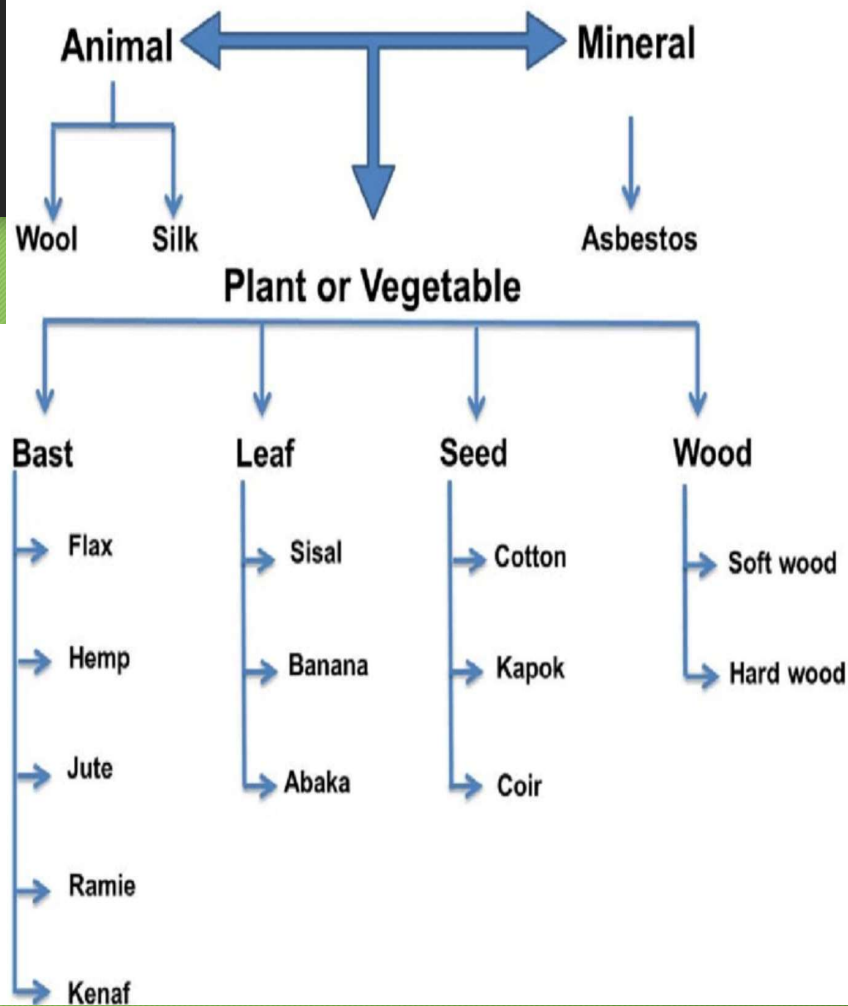 Animal
Mineral
Wool
Silk
Asbestos
Plant or Vegetable
Bast
Leaf
Seed
Wood
Flax
Hemp
Jute
Ramie
Kenaf
Sisal
Banana
Abaka
Cotton
Kapok
Coir
Soft wood
Hard wood